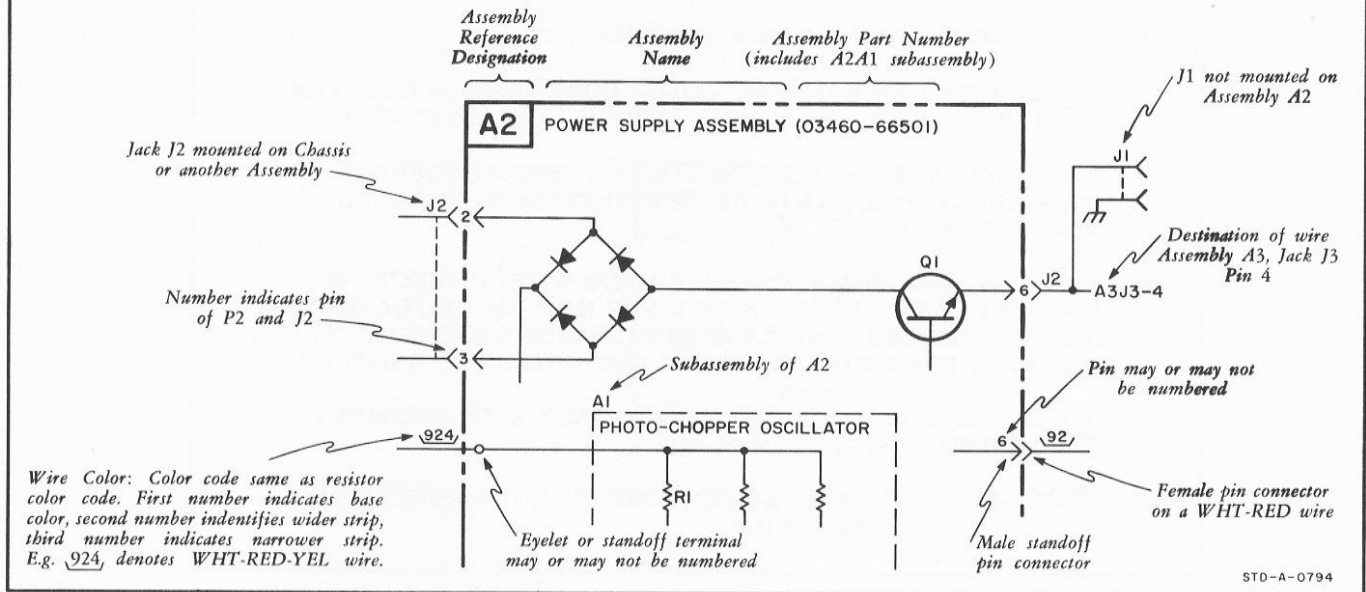 Assembly
Reference
Designation
Assembly
Name
Assembly Part Number
(includes A2A1 subassembly)
J1 not mounted on
Assembly A2
A2
POWER SUPPLY ASSEMBLY (03460-66501)
Jack J2 mounted on Chassis
or another Assembly
J1
J2
2
Destination of wire
Assembly A3, Jack J3
Pin 4
Q1
6
J2
A3J3-4
Number indicates pin
of P2 and J2
3
Subassembly of A2
Pin may or may not
be numbered
A1
PHOTO-CHOPPER OSCILLATOR
924
6
92
Wire Color: Color code same as resistor
color code. First number indicates base
color, second number indentifies wider strip,
third number indicates narrower strip.
E.g. 924 denotes WHT-RED-YEL wire.
R1
Eyelet or standoff terminal
may or may not be numbered
Male standoff
pin connector
Female pin connector
on a WHT-RED wire
STD-A-0794